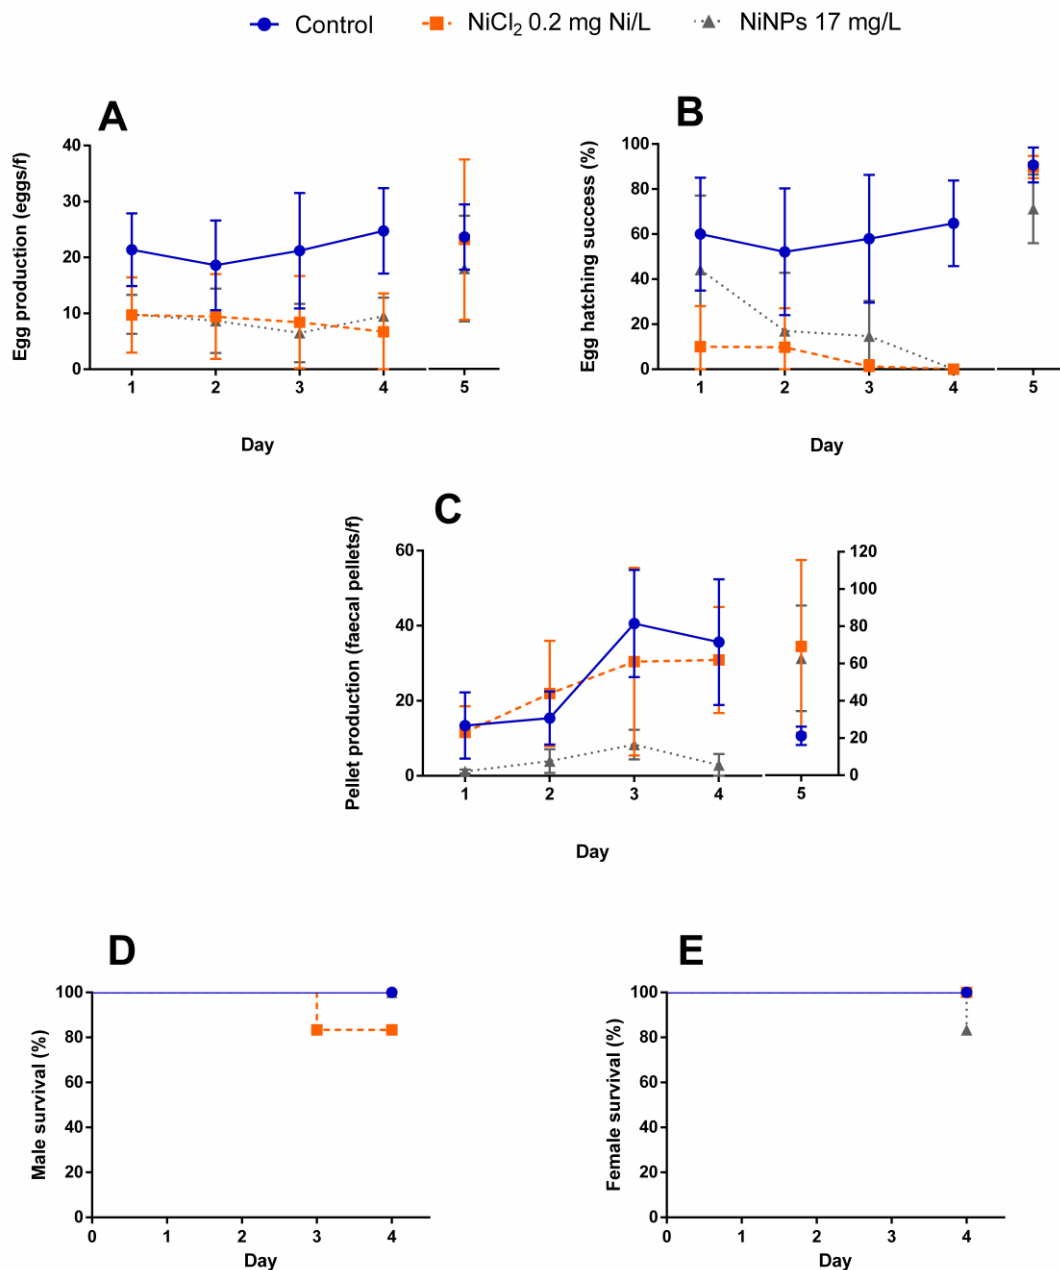 Control NiCl2 0.2 mg Ni/L NiNPs 17 mg/L
A
Egg production (eggs/f)
40
30
20
10
0
1 2 3 4 5
Day
B
Egg hatching success (%)
100
80
60
40
20
0
1 2 3 4 5
Day
C
Pellet production (faecal pellets/f)
60
40
20
0
120
100
80
60
40
20
0
1 2 3 4 5
Day
D
Male survival (%)
100
80
60
40
20
0
0 1 2 3 4
Day
E
Female survival (%)
100
80
60
40
20
0
0 1 2 3 4
Day